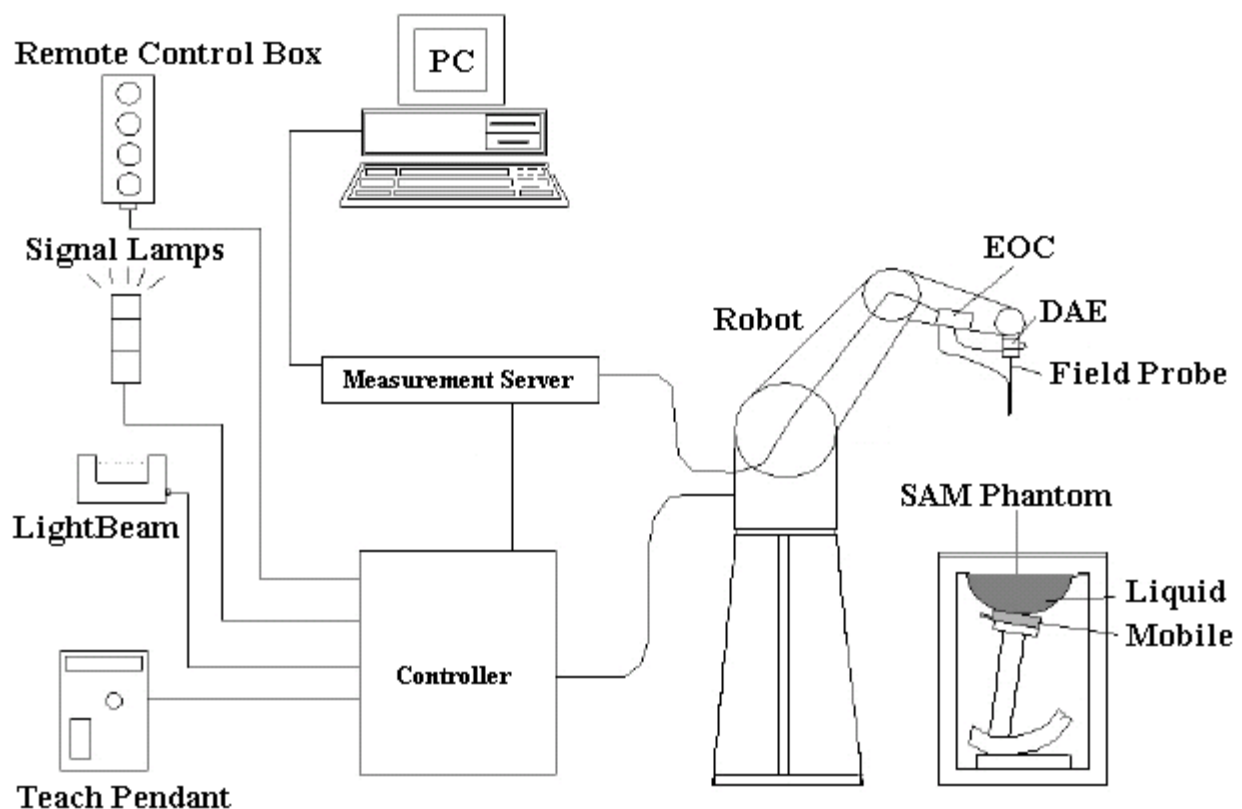 Remote Control Box
PC
Signal Lamps
EOC
DAE
Robot
Field Probe
Measurement Server
LightBeam
SAM Phantom
Liquid
Mobile
Controller
Teach Pendant